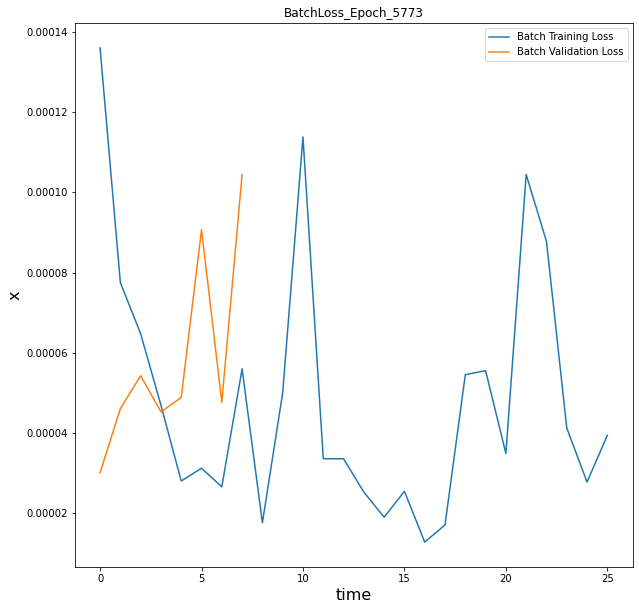 BatchLoss_Epoch_5773
Batch Training Loss
Batch Validation Loss
0.00014
0.00012
0.00010
0.00008
0.00006
0.00004
0.00002
x
0 5 10 15 20 25
time